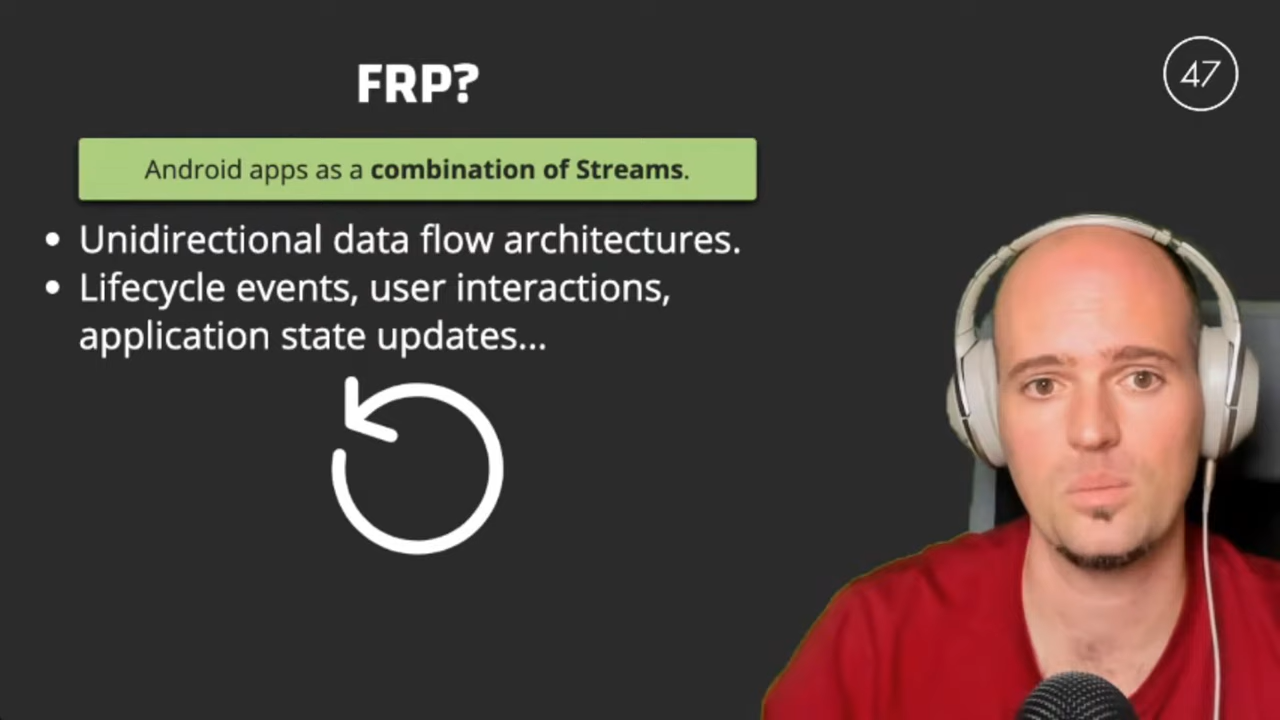 FRP?
47
Android apps as a combination of Streams.
• Unidirectional data flow architectures.
• Lifecycle events, user interactions,
application state updates...